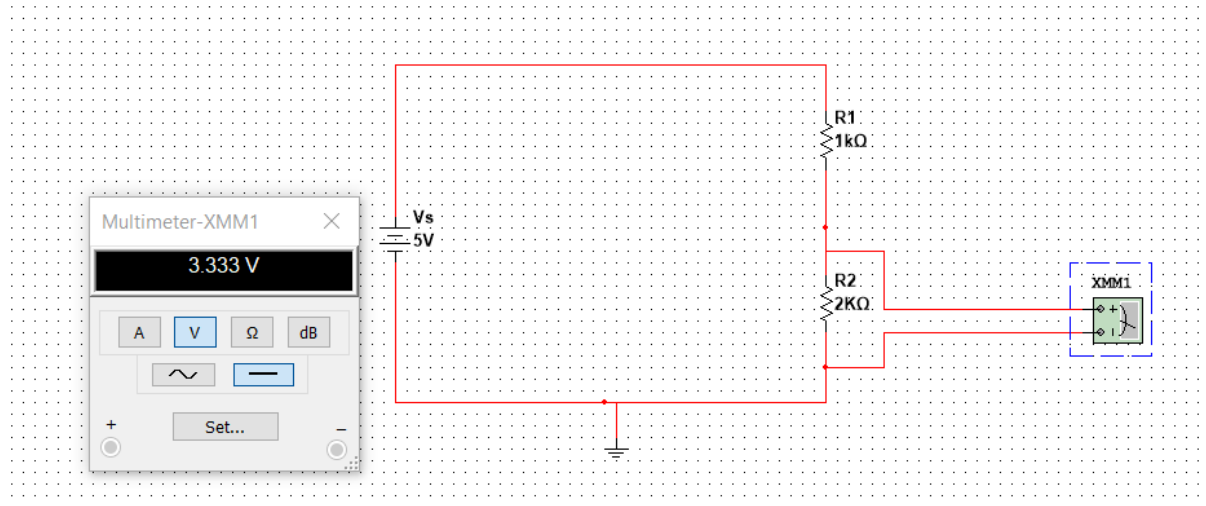 R1
1kΩ
Multimeter-XMM1
3.333 V
A V Ω dB
+ Set... –
Vs
5V
R2
2KΩ
XMM1
+